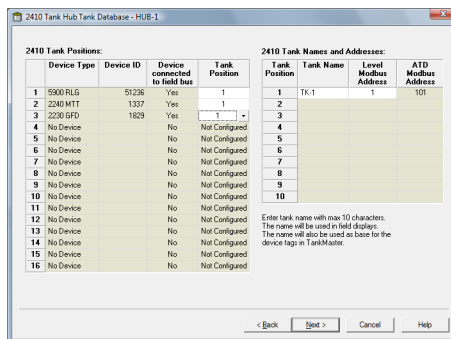 2410 Tank Hub Tank Database - HUB-1
2410 Tank Positions:
Device Type Device ID Device connected to field bus Tank Position
1 5900 RLG 51236 Yes 1
2 2240 MTT 1337 Yes 1
3 2230 GFD 1829 Yes 1
4 No Device No Not Configured
5 No Device No Not Configured
6 No Device No Not Configured
7 No Device No Not Configured
8 No Device No Not Configured
9 No Device No Not Configured
10 No Device No Not Configured
11 No Device No Not Configured
12 No Device No Not Configured
13 No Device No Not Configured
14 No Device No Not Configured
15 No Device No Not Configured
16 No Device No Not Configured
2410 Tank Names and Addresses:
Tank Position Tank Name Level Modbus Address ATD Modbus Address
1 TK-1 1 101
2
3
4
5
6
7
8
9
10
Enter tank name with max 10 characters.
The name will be used in field displays.
The name will also be used as base for the
device tags in TankMaster.
< Back Next > Cancel Help